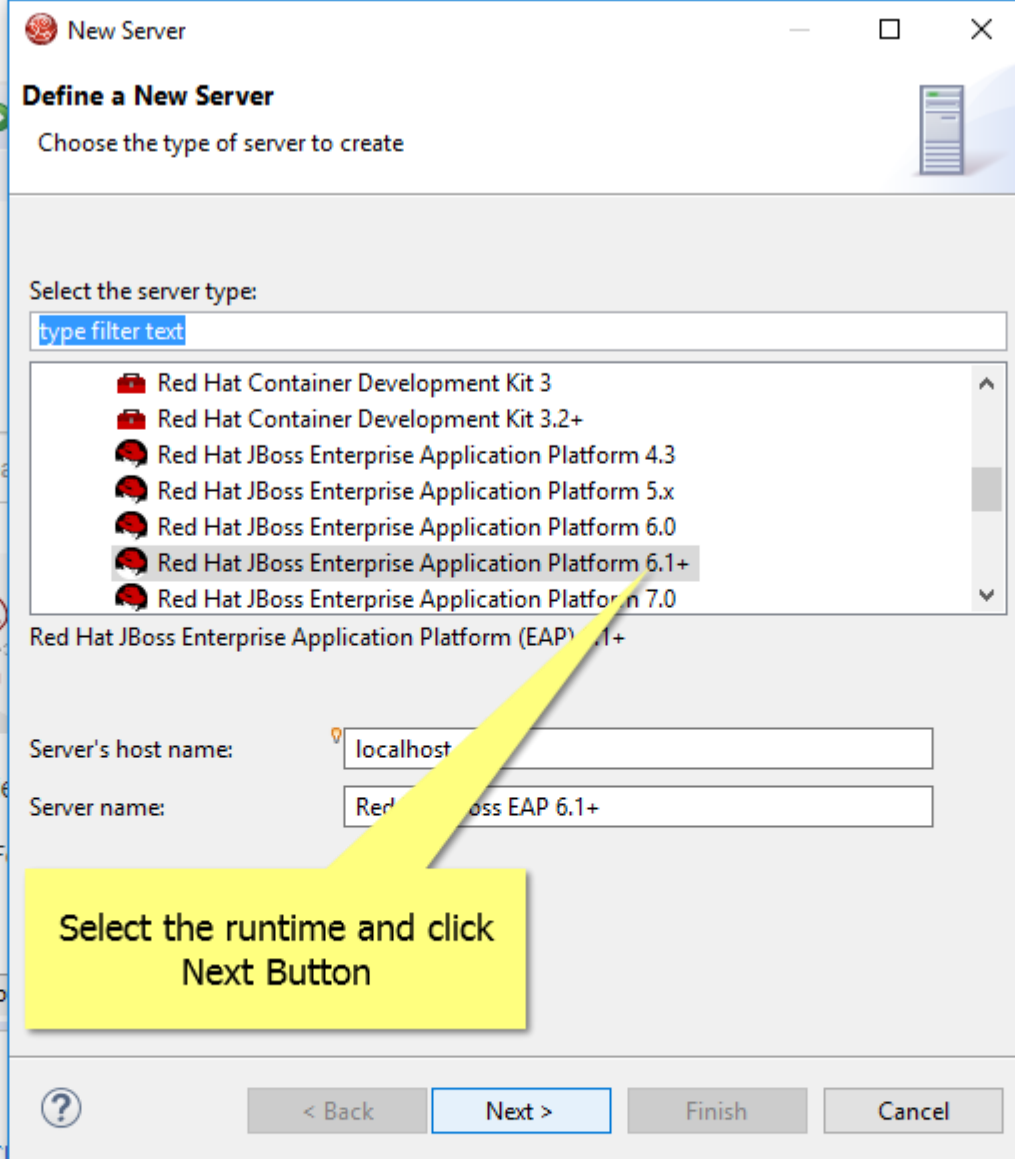 New Server
Define a New Server
Choose the type of server to create
Select the server type:
type filter text
Red Hat Container Development Kit 3
Red Hat Container Development Kit 3.2+
Red Hat JBoss Enterprise Application Platform 4.3
Red Hat JBoss Enterprise Application Platform 5.x
Red Hat JBoss Enterprise Application Platform 6.0
Red Hat JBoss Enterprise Application Platform 6.1+
Red Hat JBoss Enterprise Application Platform 7.0
Red Hat JBoss Enterprise Application Platform (EAP)
Server's host name:
localhost
Server name:
EAP 6.1+
Select the runtime and click
Next Button
?
< Back
Next >
Finish
Cancel